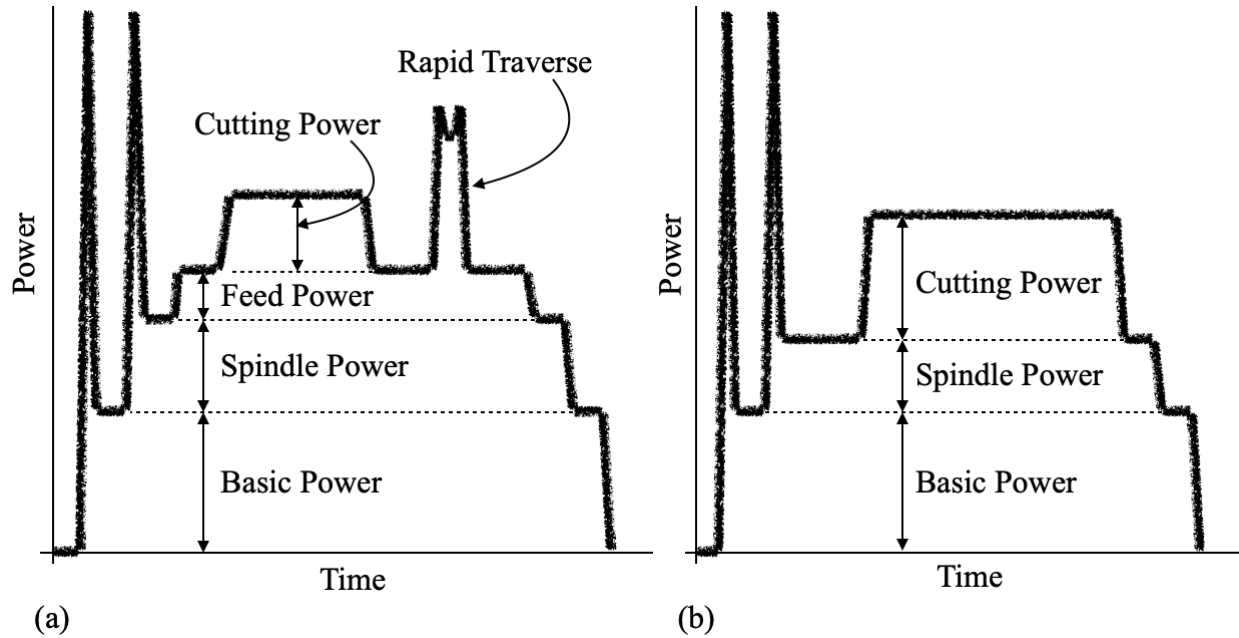 Rapid Traverse
Cutting Power
Feed Power
Spindle Power
Basic Power
Power
Time
(a)
Cutting Power
Spindle Power
Basic Power
Power
Time
(b)